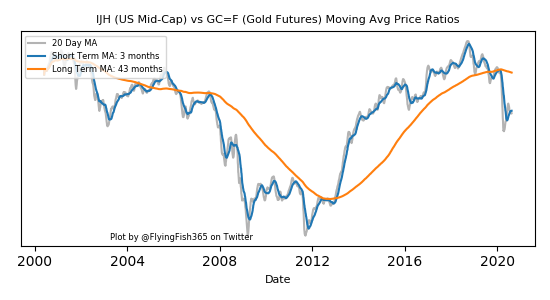 IJH (US Mid-Cap) vs GC=F (Gold Futures) Moving Avg Price Ratios
20 Day MA
Short Term MA: 3 months
Long Term MA: 43 months
Plot by @FlyingFish365 on Twitter
2000 2004 2008 2012 2016 2020
Date